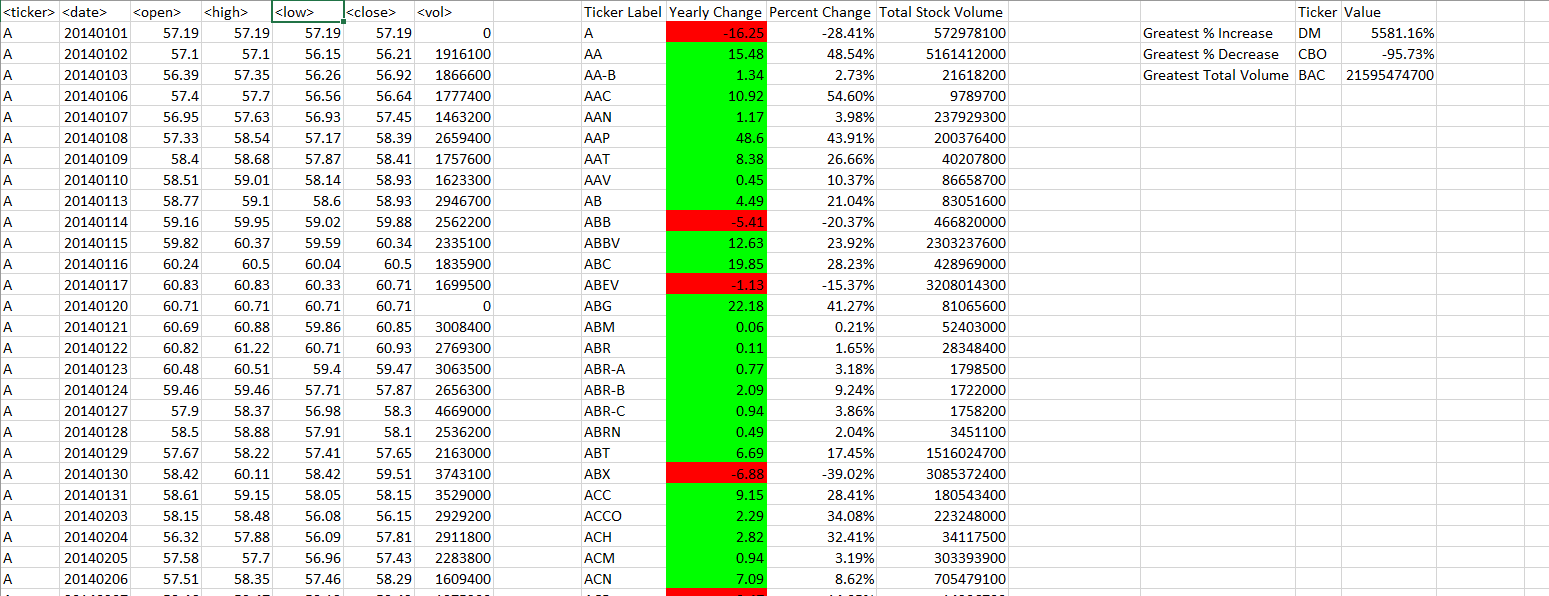 <ticker> <date> <open> <high> <low> <close> <vol> Ticker Label Yearly Change Percent Change Total Stock Volume Ticker Value
A 20140101 57.19 57.19 57.19 57.19 0 A -16.25 -28.41% 572978100 Greatest % Increase DM 5581.16%
A 20140102 57.1 57.1 56.15 56.21 1916100 AA 15.48 48.54% 5161412000 Greatest % Decrease CBO -95.73%
A 20140103 56.39 57.35 56.26 56.92 1866600 AA-B 1.34 2.73% 21618200 Greatest Total Volume BAC 21595474700
A 20140106 57.4 57.7 56.56 56.64 1777400 AAC 10.92 54.60% 9789700
A 20140107 56.95 57.63 56.93 57.45 1463200 AAN 1.17 3.98% 237929300
A 20140108 57.33 58.54 57.17 58.39 2659400 AAP 48.6 43.91% 200376400
A 20140109 58.4 58.68 57.87 58.41 1757600 AAT 8.38 26.66% 40207800
A 20140110 58.51 59.01 58.14 58.93 1623300 AAV 0.45 10.37% 86658700
A 20140113 58.77 59.1 58.6 58.93 2946700 AB 4.49 21.04% 83051600
A 20140114 59.16 59.95 59.02 59.88 2562200 ABB -5.41 -20.37% 466820000
A 20140115 59.82 60.37 59.59 60.34 2335100 ABBV 12.63 23.92% 2303237600
A 20140116 60.24 60.5 60.04 60.5 1835900 ABC 19.85 28.23% 428969000
A 20140117 60.83 60.83 60.33 60.71 1699500 ABEV -1.13 -15.37% 3208014300
A 20140120 60.71 60.71 60.71 60.71 0 ABG 22.18 41.27% 81065600
A 20140121 60.69 60.88 59.86 60.85 3008400 ABM 0.06 0.21% 52403000
A 20140122 60.82 61.22 60.71 60.93 2769300 ABR 0.11 1.65% 28348400
A 20140123 60.48 60.51 59.4 59.47 3063500 ABR-A 0.77 3.18% 1798500
A 20140124 59.46 59.46 57.71 57.87 2656300 ABR-B 2.09 9.24% 1722000
A 20140127 57.9 58.37 56.98 58.3 4669000 ABR-C 0.94 3.86% 1758200
A 20140128 58.5 58.88 57.91 58.1 2536200 ABRN 0.49 2.04% 3451100
A 20140129 57.67 58.22 57.41 57.65 2163000 ABT 6.69 17.45% 1516024700
A 20140130 58.42 60.11 58.42 59.51 3743100 ABX -6.88 -39.02% 3085372400
A 20140131 58.61 59.15 58.05 58.15 3529000 ACC 9.15 28.41% 180543400
A 20140203 58.15 58.48 56.08 56.15 2929200 ACCO 2.29 34.08% 223248000
A 20140204 56.32 57.88 56.09 57.81 2911800 ACH 2.82 32.41% 34117500
A 20140205 57.58 57.7 56.96 57.43 2283800 ACM 0.94 3.19% 303393900
A 20140206 57.51 58.35 57.46 58.29 1609400 ACN 7.09 8.62% 705479100